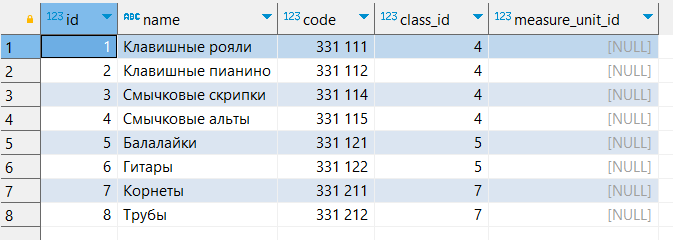 123 id ABC name 123 code 123 class_id 123 measure_unit_id
1 1 Клавишные рояли 331 111 4 [NULL]
2 2 Клавишные пианино 331 112 4 [NULL]
3 3 Смычковые скрипки 331 114 4 [NULL]
4 4 Смычковые альты 331 115 4 [NULL]
5 5 Балалайки 331 121 5 [NULL]
6 6 Гитары 331 122 5 [NULL]
7 7 Корнеты 331 211 7 [NULL]
8 8 Трубы 331 212 7 [NULL]